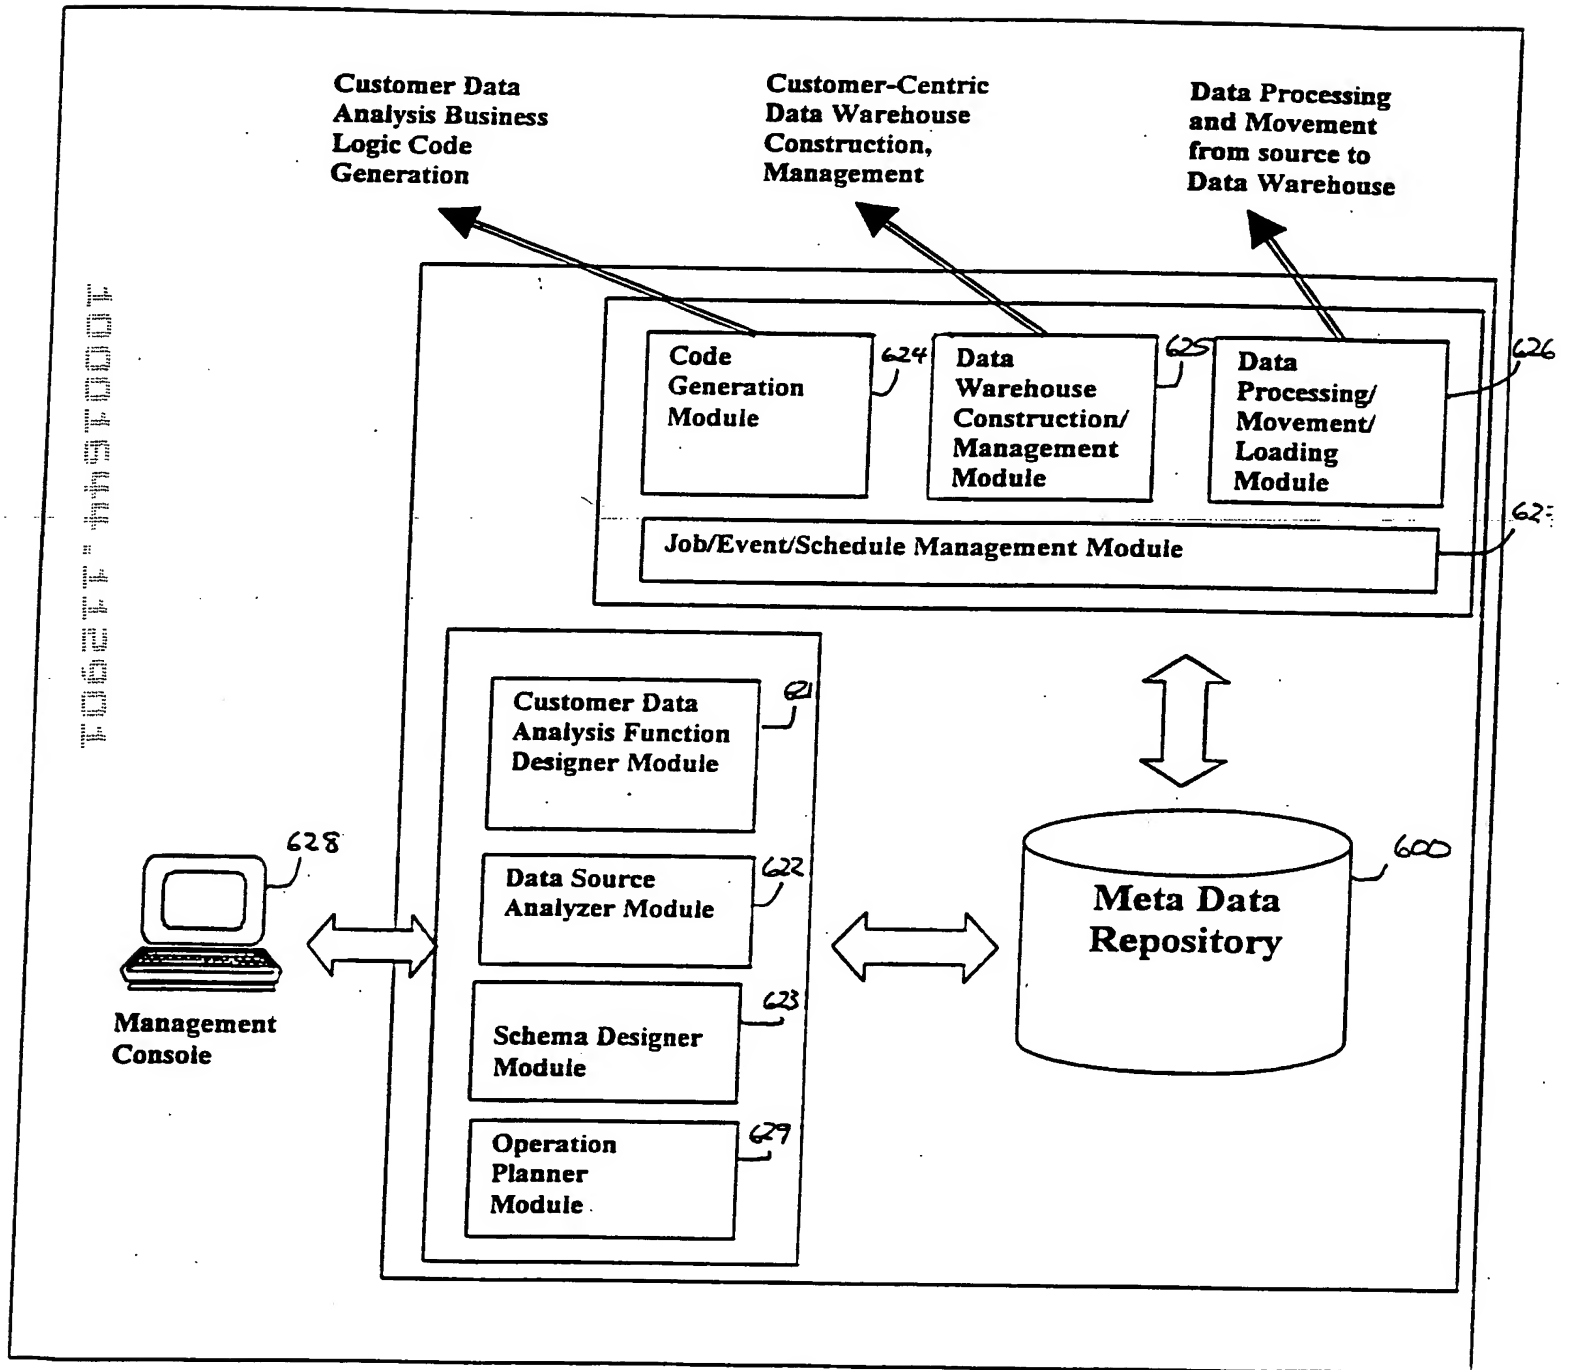 Customer Data
Analysis Business
Logic Code
Generation
Customer-Centric
Data Warehouse
Construction,
Management
Data Processing
and Movement
from source to
Data Warehouse
Code
Generation
Module
624
Data
Warehouse
Construction/
Management
Module
625
Data
Processing/
Movement/
Loading
Module
626
Job/Event/Schedule Management Module
Customer Data
Analysis Function
Designer Module
621
Data Source
Analyzer Module
622
Schema Designer
Module
623
Operation
Planner
Module
629
628
Management
Console
600
Meta Data
Repository